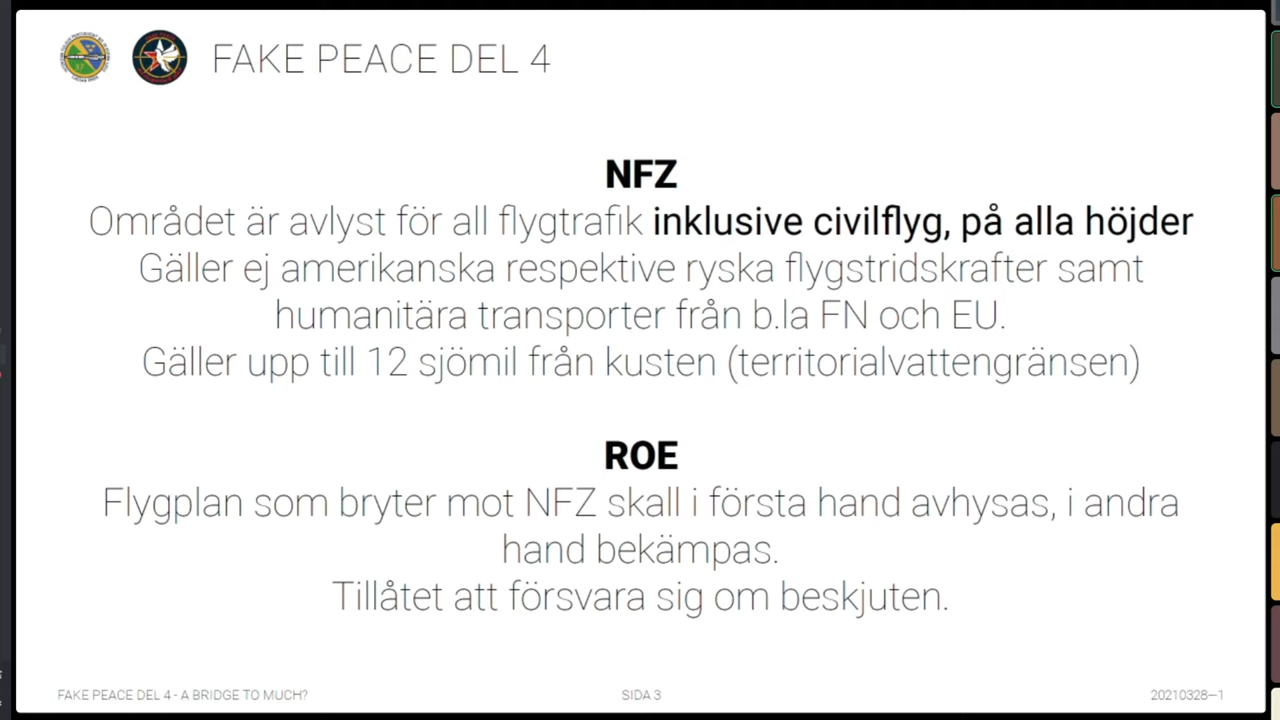 FAKE PEACE DEL 4
NFZ
Området är avlyst för all flygtrafik inklusive civilflyg, på alla höjder
Gäller ej amerikanska respektive ryska flygstridskrafter samt
humanitära transporter från b.la FN och EU.
Gäller upp till 12 sjömil från kusten (territorialvattengränsen)
ROE
Flygplan som bryter mot NFZ skall i första hand avhysas, i andra
hand bekämpas.
Tillåtet att försvara sig om beskjuten.
FAKE PEACE DEL 4 - A BRIDGE TO MUCH?
SIDA 3
20210328—1